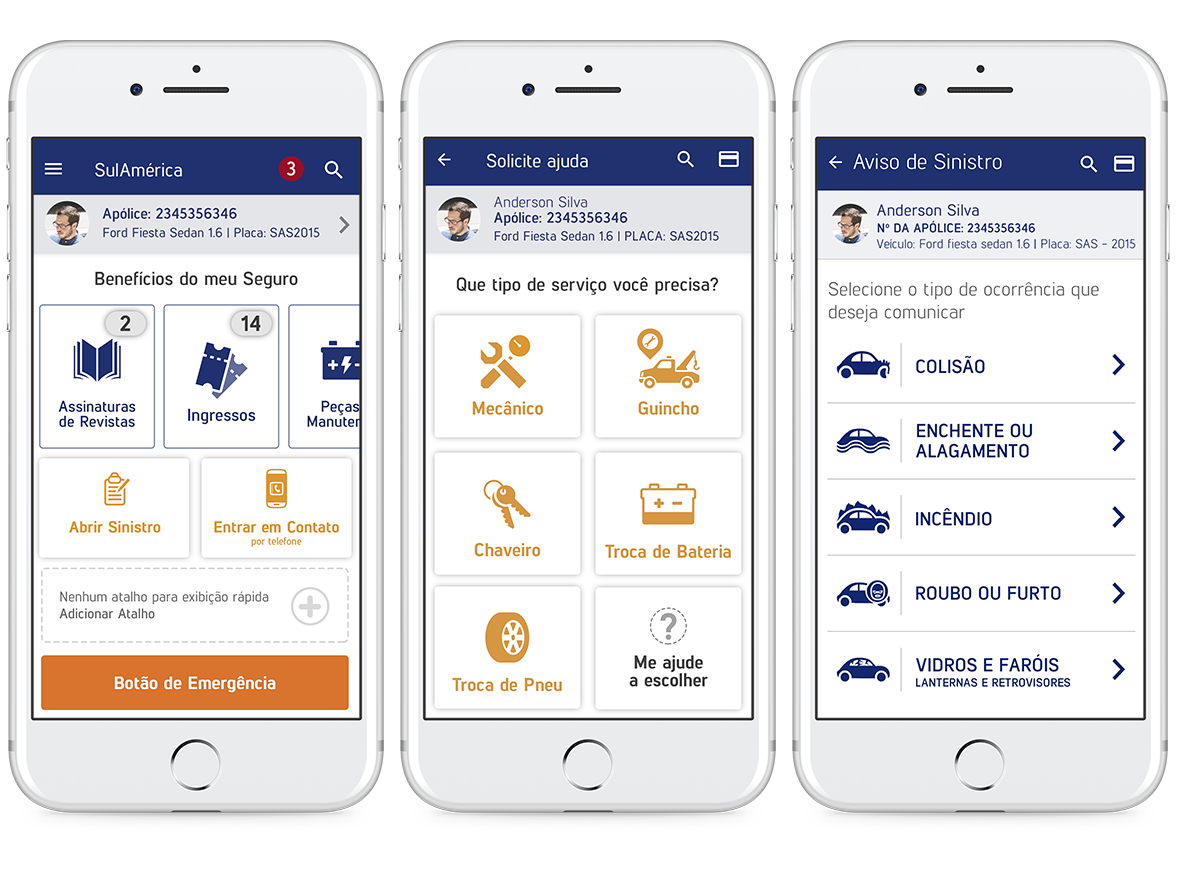 SulAmérica
3
Apólice: 2345356346
Ford Fiesta Sedan 1.6 | Placa: SAS2015
Benefícios do meu Seguro
2
Assinaturas
de Revistas
14
Ingressos
Peças
Manuten
Abrir Sinistro
Entrar em Contato
por telefone
Nenhum atalho para exibição rápida
Adicionar Atalho
Botão de Emergência
Solicite ajuda
Anderson Silva
Apólice: 2345356346
Ford Fiesta Sedan 1.6 | PLACA: SAS2015
Que tipo de serviço você precisa?
Mecânico
Guincho
Chaveiro
Troca de Bateria
Troca de Pneu
?
Me ajude
a escolher
Aviso de Sinistro
Anderson Silva
Nº DA APÓLICE: 2345356346
Veículo: Ford fiesta sedan 1.6 | Placa: SAS - 2015
Selecione o tipo de ocorrência que
deseja comunicar
COLISÃO
ENCHENTE OU
ALAGAMENTO
INCÊNDIO
ROUBO OU FURTO
VIDROS E FARÓIS
LANTERNAS E RETROVISORES